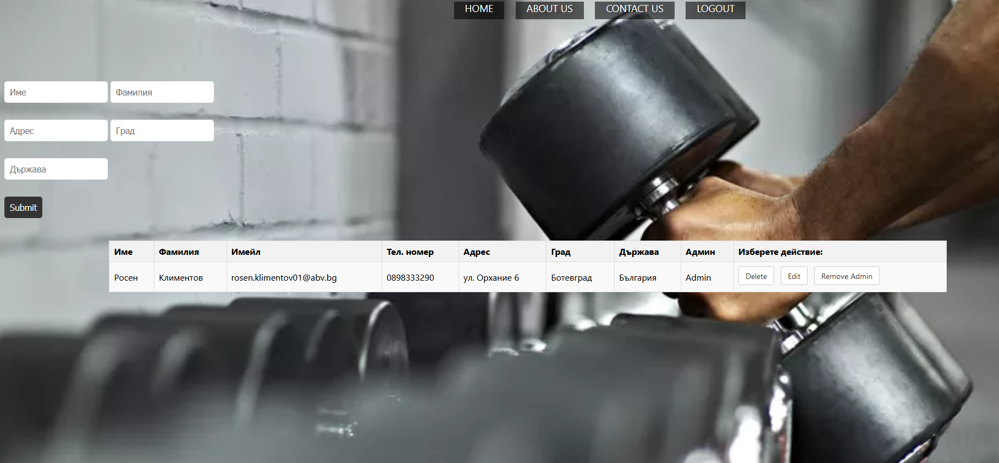 HOME ABOUT US CONTACT US LOGOUT
Име Фамилия
Адрес Град
Държава
Submit
Име Фамилия Имейл Тел. номер Адрес Град Държава Админ Изберете действие:
Росен Климентов rosen.klimentov01@abv.bg 0898333290 ул. Орхание 6 Ботевград България Admin Delete Edit Remove Admin